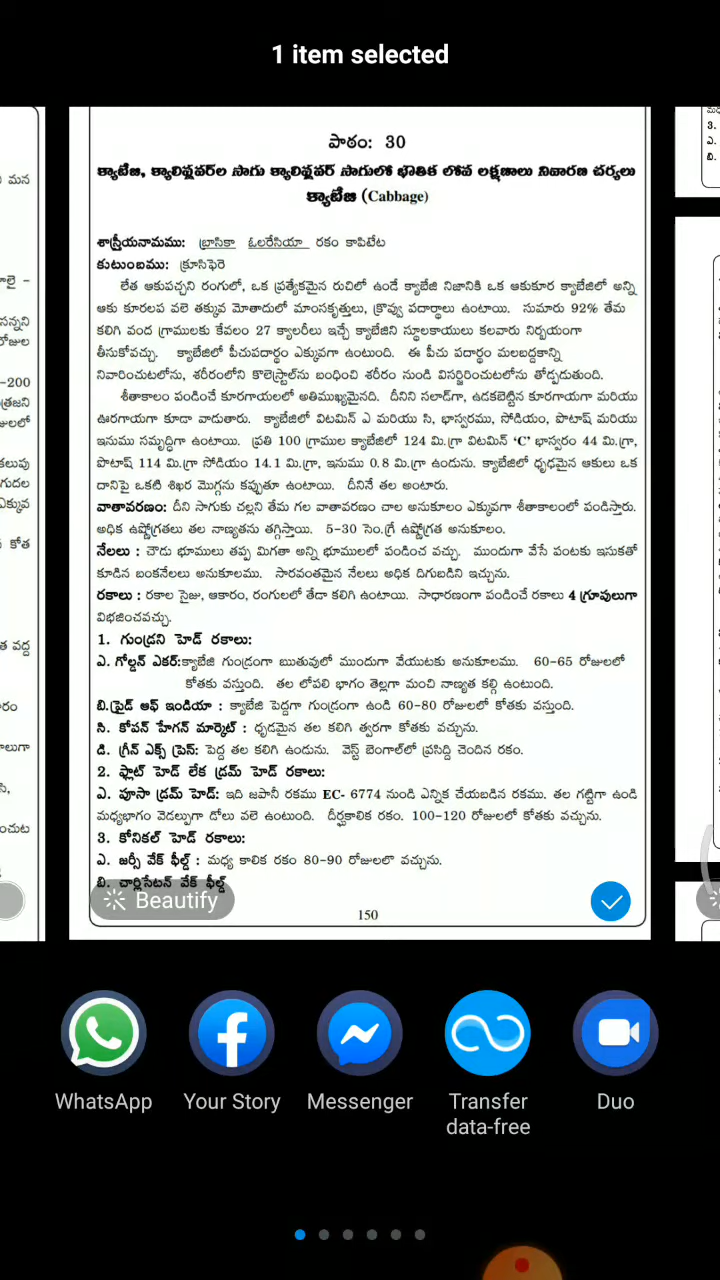 1 item selected
పాఠం: 30
క్యాబేజి, క్యాలిఫ్లవర్‌ల సాగు క్యాలిఫ్లవర్ సాగులో భౌతిక లోప లక్షణాలు నివారణ చర్యలు
క్యాబేజి (Cabbage)
శాస్త్రీయనామము: బ్రాసికా ఓలరేసియా రకం కాపిటేట
కుటుంబము: క్రూసిఫెరె
లేత ఆకుపచ్చని రంగులో, ఒక ప్రత్యేకమైన రుచిలో ఉండే క్యాబేజి నిజానికి ఒక ఆకుకూర క్యాబేజిలో అన్ని
ఆకు కూరలప వలె తక్కువ మోతాదులో మాంసకృత్తులు, క్రొవ్వు పదార్థాలు ఉంటాయి. సుమారు 92% తేమ
కలిగి వంద గ్రాములకు కేవలం 27 క్యాలరీలు ఇచ్చే క్యాబేజిని స్థూలకాయులు కలవారు నిర్భయంగా
తీసుకోవచ్చు. క్యాబేజిలో పీచుపదార్థం ఎక్కువగా ఉంటుంది. ఈ పీచు పదార్థం మలబద్దకాన్ని
నివారించుటలోను, శరీరంలోని కొలెస్ట్రాల్‌ను బంధించి శరీరం నుండి విసర్జిరించుటలోను తోడ్పడుతుంది.
శీతాకాలం పండించే కూరగాయలలో అతిముఖ్యమైనది. దీనిని సలాడ్‌గా, ఉడకబెట్టిన కూరగాయగా మరియు
ఊరగాయగా కూడా వాడుతారు. క్యాబేజిలో విటమిన్ ఎ మరియు సి, భాస్వరము, సోడియం, పొటాష్ మరియు
ఇనుము సమృద్ధిగా ఉంటాయి. ప్రతి 100 గ్రాముల క్యాబేజిలో 124 మి.గ్రా విటమిన్ ‘C’ భాస్వరం 44 మి.గ్రా,
పొటాష్ 114 మి.గ్రా సోడియం 14.1 మి.గ్రా, ఇనుము 0.8 మి.గ్రా ఉండును. క్యాబేజిలో ధృఢమైన ఆకులు ఒక
దానిపై ఒకటి శిఖర మొగ్గను కప్పుతూ ఉంటాయి. దీనినే తల అంటారు.
వాతావరణం: దీని సాగుకు చల్లని తేమ గల వాతావరణం చాల అనుకూలం ఎక్కువగా శీతాకాలంలో పండిస్తారు.
అధిక ఉష్ణోగ్రతలు తల నాణ్యతను తగ్గిస్తాయి. 5-30 సెం.గ్రే ఉష్ణోగ్రత అనుకూలం.
నేలలు : చౌడు భూములు తప్ప మిగతా అన్ని భూములలో పండించ వచ్చు. ముందుగా వేసే పంటకు ఇసుకతో
కూడిన బంకనేలలు అనుకూలము. సారవంతమైన నేలలు అధిక దిగుబడిని ఇచ్చును.
రకాలు : రకాల సైజు, ఆకారం, రంగులలో తేడా కలిగి ఉంటాయి. సాధారణంగా పండించే రకాలు 4 గ్రూపులుగా
విభజించవచ్చు.
1. గుండ్రని హెడ్ రకాలు:
ఎ. గోల్డన్ ఎకర్:క్యాబేజి గుండ్రంగా ఋతువులో ముందుగా వేయుటకు అనుకూలము. 60-65 రోజులలో
కోతకు వస్తుంది. తల లోపలి భాగం తెల్లగా మంచి నాణ్యత కల్గి ఉంటుంది.
బి.ప్రైడ్ ఆఫ్ ఇండియా : క్యాబేజి పెద్దగా గుండ్రంగా ఉండి 60-80 రోజులలో కోతకు వస్తుంది.
సి. కోపన్ హేగన్ మార్కెట్ : ధృడమైన తల కలిగి త్వరగా కోతకు వచ్చును.
డి. గ్రీన్ ఎక్స్ ప్రెస్: పెద్ద తల కలిగి ఉండును. వెస్ట్ బెంగాల్‌లో ప్రసిద్ది చెందిన రకం.
2. ఫ్లాట్ హెడ్ లేక డ్రమ్ హెడ్ రకాలు:
ఎ. పూసా డ్రమ్ హెడ్: ఇది జపానీ రకము EC- 6774 నుండి ఎన్నిక చేయబడిన రకము. తల గట్టిగా ఉండి
మధ్యభాగం వెడల్పుగా డోలు వలె ఉంటుంది. దీర్ఘకాలిక రకం. 100-120 రోజులలో కోతకు వచ్చును.
3. కోనికల్ హెడ్ రకాలు:
ఎ. జర్సీ వేక్ ఫీల్డ్ : మధ్య కాలిక రకం 80-90 రోజులలొ వచ్చును.
బి. చార్లెసేటన్ వేక్ ఫీల్డ్
Beautify
150
WhatsApp
Your Story
Messenger
Transfer data-free
Duo